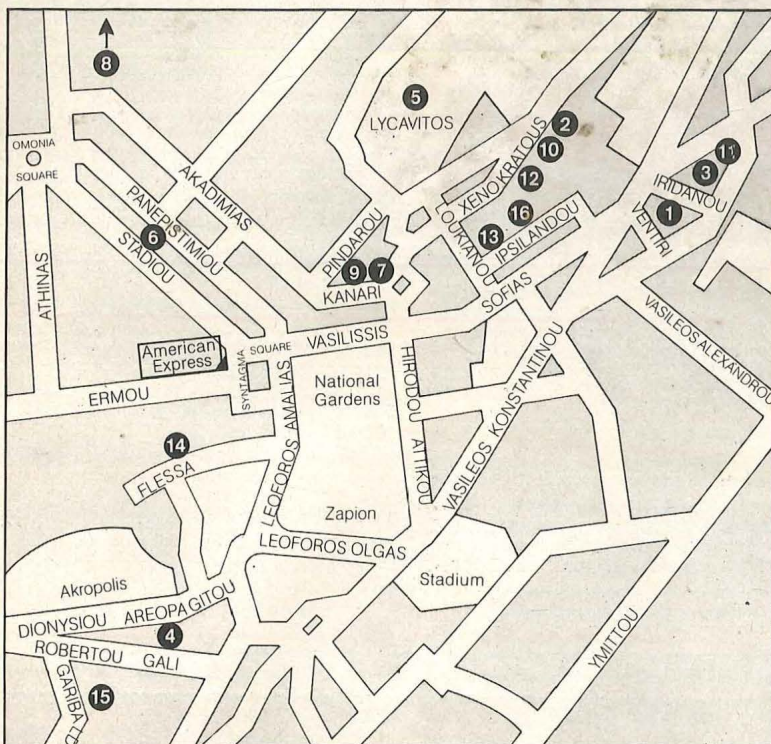 8
5
LYCAVITOS
2
10
12
16
13
XENOKRATOUS
LOUKIANOU
IPSILANDOU
11
3
IRIDANOU
1
VENTIRI
OMONIA
SQUARE
AKADIMIAS
PANEPISTIMIOU
6
STADIOU
ATHINAS
PINDAROU
9
7
KANARI
SOFIAS
VASILISSIS
SQUARE
SYNTAGMA
American
Express
ERMOU
National
Gardens
LEOFOROS AMALIAS
HIRODOU ATTIKOU
VASILEOS KONSTANTINOU
VASILEOS ALEXANDROU
14
FLESSA
Zapion
LEOFOROS OLGAS
Stadium
Akropolis
DIONYSIOU AREOPAGITOU
4
ROBERTOU GALI
15
YMITTOU